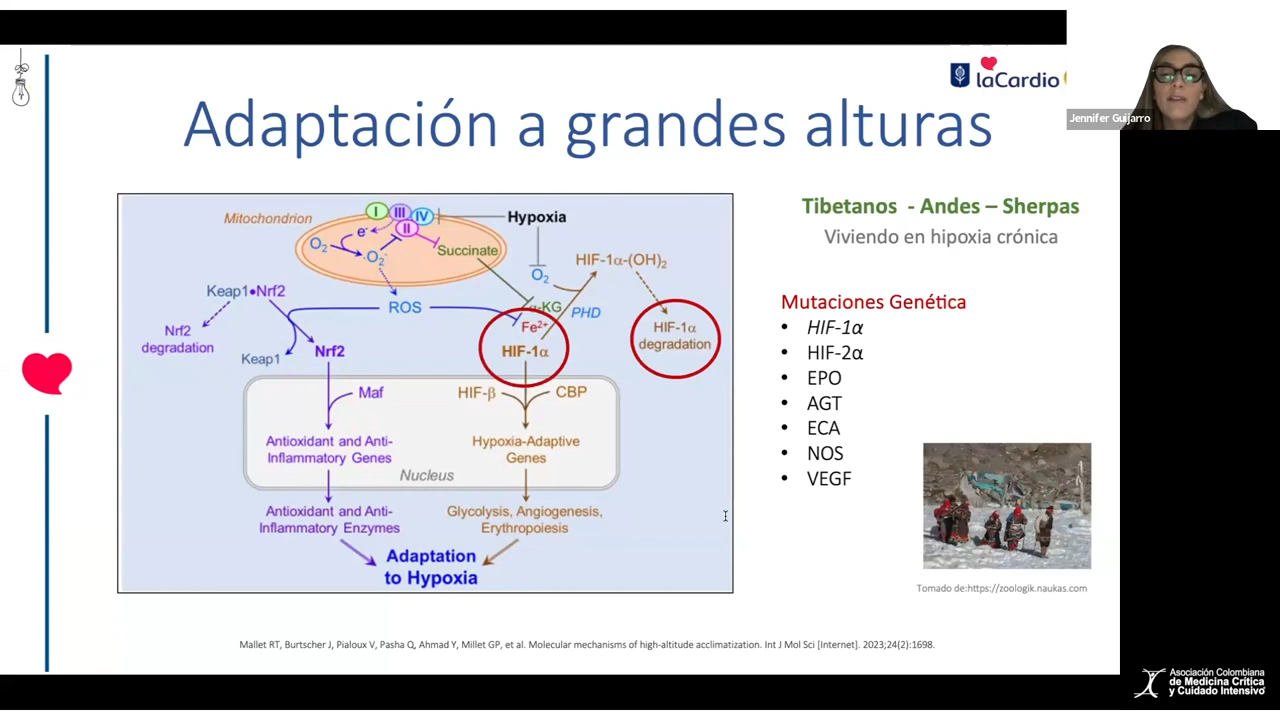 laCardio
Jennifer Guijarro
Adaptación a grandes alturas
Mitochondrion
I
III
IV
II
Hypoxia
e-
O₂
·O₂⁻
Succinate
O₂
HIF-1α-(OH)₂
Keap1•Nrf2
ROS
α-KG
PHD
Fe²⁺
Nrf2
degradation
Keap1
Nrf2
HIF-1α
HIF-1α
degradation
Maf
HIF-β
CBP
Antioxidant and Anti-
Inflammatory Genes
Hypoxia-Adaptive
Genes
Nucleus
Antioxidant and Anti-
Inflammatory Enzymes
Glycolysis, Angiogenesis,
Erythropoiesis
Adaptation
to Hypoxia
Tibetanos - Andes – Sherpas
Viviendo en hipoxia crónica
Mutaciones Genética
• HIF-1α
• HIF-2α
• EPO
• AGT
• ECA
• NOS
• VEGF
Tomado de:https://zoologik.naukas.com
Mallet RT, Burtscher J, Pialoux V, Pasha Q, Ahmad Y, Millet GP, et al. Molecular mechanisms of high-altitude acclimatization. Int J Mol Sci [Internet]. 2023;24(2):1698.
Asociación Colombiana
de Medicina Crítica
y Cuidado Intensivo